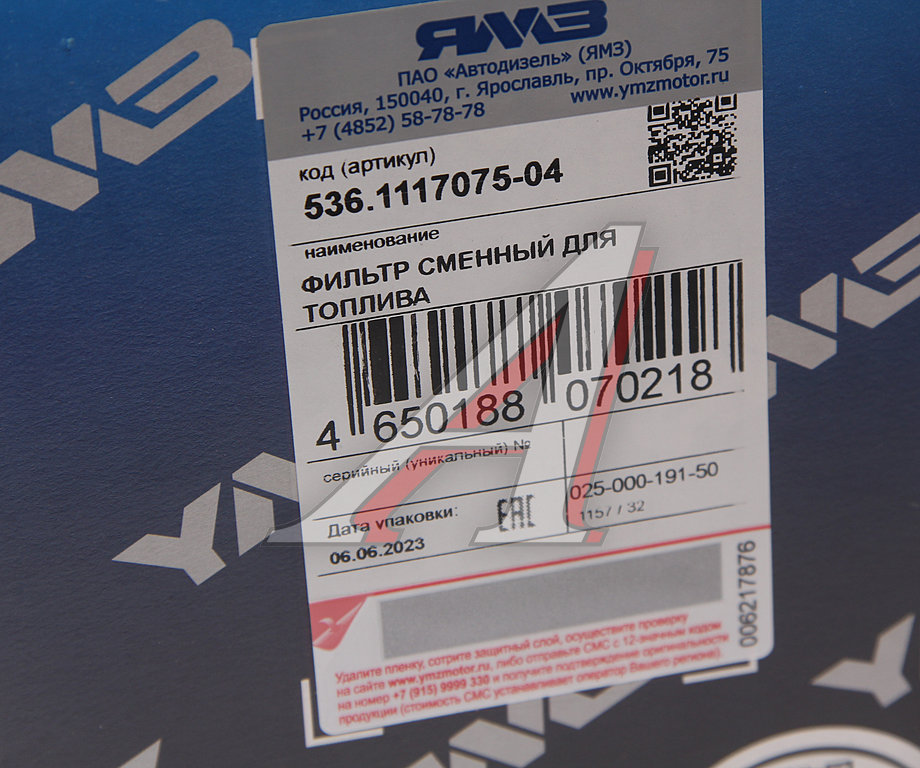 ЯМЗ
ПАО «Автодизель» (ЯМЗ)
Россия, 150040, г. Ярославль, пр. Октября, 75
+7 (4852) 58-78-78 www.ymzmotor.ru
код (артикул)
536.1117075-04
наименование
ФИЛЬТР СМЕННЫЙ ДЛЯ
ТОПЛИВА
4 650188 070218
серийный (уникальный) №
025-000-191-50
1157 / 32
Дата упаковки:
06.06.2023
EAC
006217876
Удалите пленку, сотрите защитный слой, осуществите проверку
на сайте www.ymzmotor.ru, либо отправьте СМС с 12-значным кодом
на номер +7 (915) 9999 330 и получите подтверждение оригинальности
продукции (стоимость СМС устанавливает оператор Вашего региона).
ЯМЗ
ЯМЗ
ЯМЗ